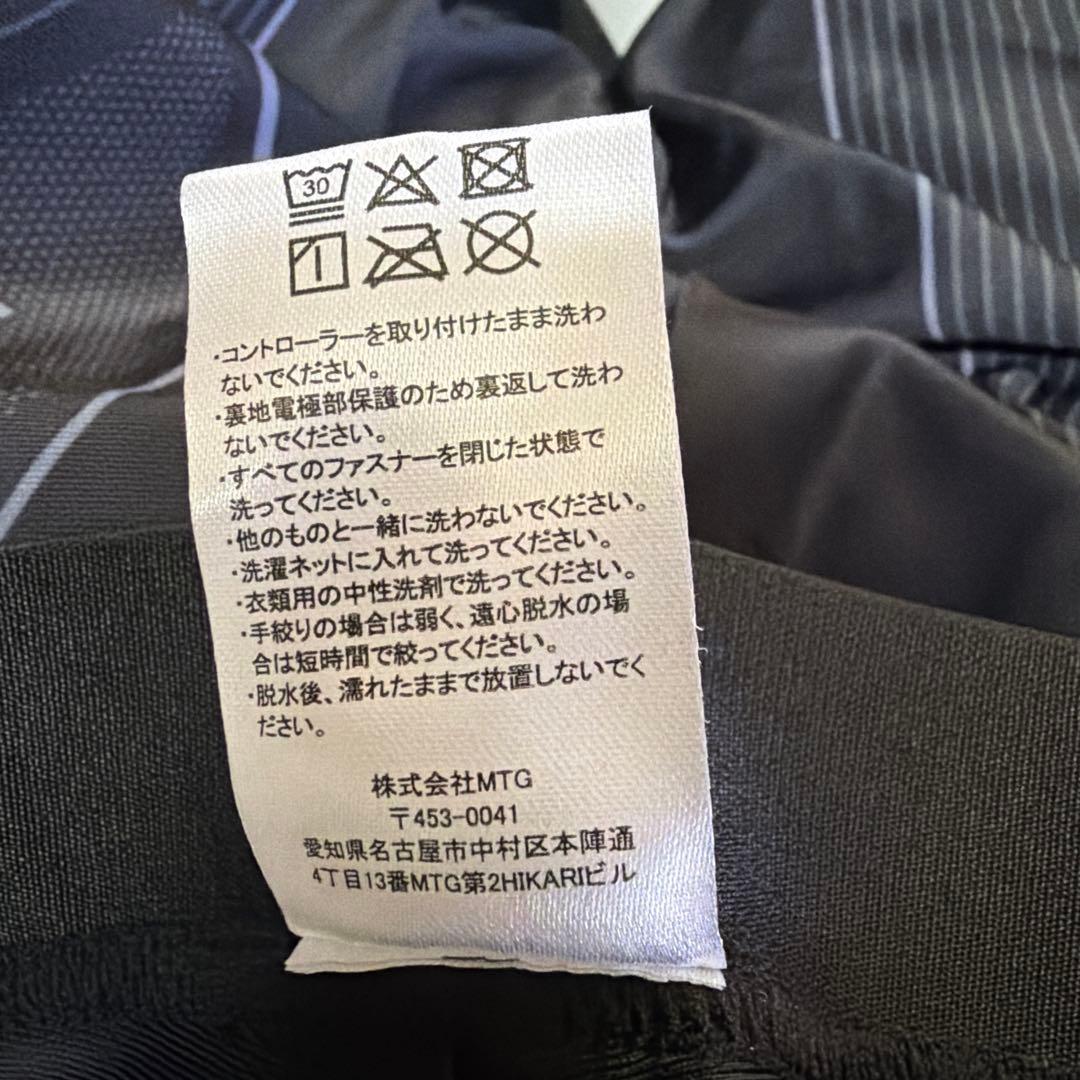 30
・コントローラーを取り付けたまま洗わ
ないでください。
・裏地電極部保護のため裏返して洗わ
ないでください。
・すべてのファスナーを閉じた状態で
洗ってください。
・他のものと一緒に洗わないでください。
・洗濯ネットに入れて洗ってください。
・衣類用の中性洗剤で洗ってください。
・手絞りの場合は弱く、遠心脱水の場
合は短時間で絞ってください。
・脱水後、濡れたままで放置しないでく
ださい。
株式会社MTG
〒453-0041
愛知県名古屋市中村区本陣通
4丁目13番MTG第2HIKARIビル